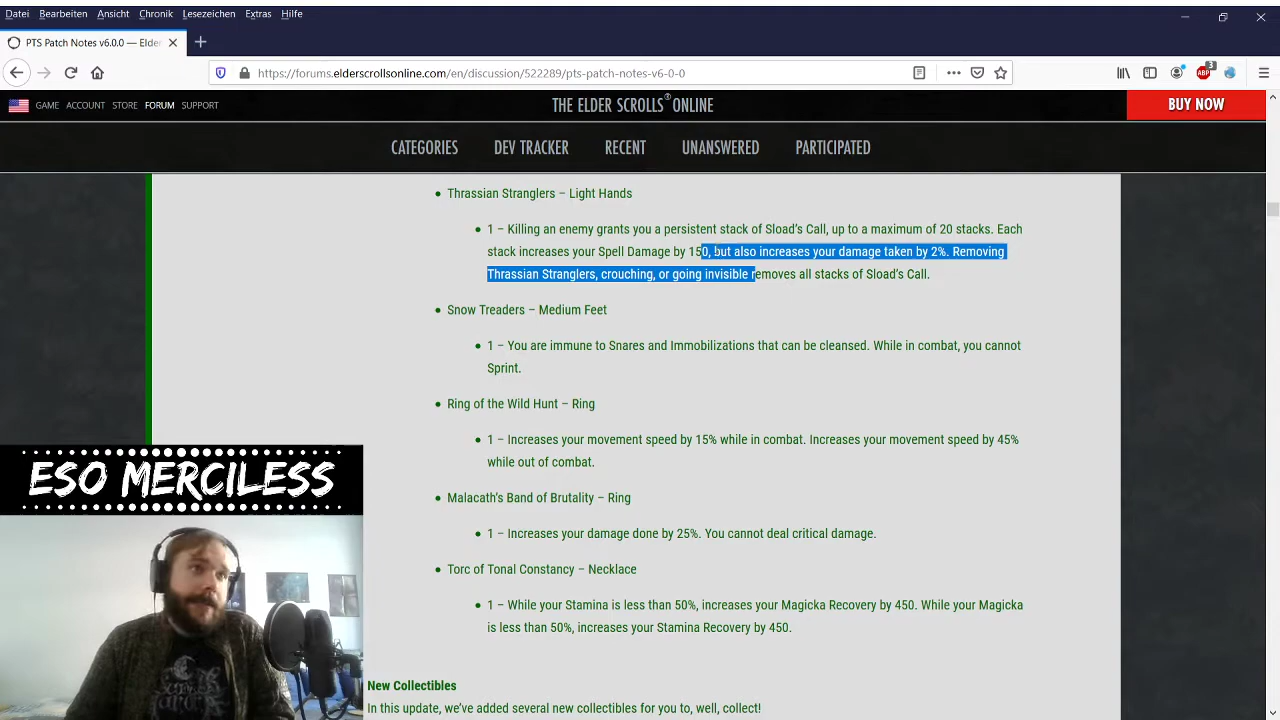 Datei Bearbeiten Ansicht Chronik Lesezeichen Extras Hilfe
PTS Patch Notes v6.0.0 — Elder
https://forums.elderscrollsonline.com/en/discussion/522289/pts-patch-notes-v6-0-0
ABP 3
GAME ACCOUNT STORE FORUM SUPPORT
THE ELDER SCROLLS® ONLINE
BUY NOW
CATEGORIES DEV TRACKER RECENT UNANSWERED PARTICIPATED
• Thrassian Stranglers – Light Hands
• 1 – Killing an enemy grants you a persistent stack of Sload's Call, up to a maximum of 20 stacks. Each
stack increases your Spell Damage by 150, but also increases your damage taken by 2%. Removing
Thrassian Stranglers, crouching, or going invisible removes all stacks of Sload's Call.
• Snow Treaders – Medium Feet
• 1 – You are immune to Snares and Immobilizations that can be cleansed. While in combat, you cannot
Sprint.
• Ring of the Wild Hunt – Ring
• 1 – Increases your movement speed by 15% while in combat. Increases your movement speed by 45%
while out of combat.
• Malacath's Band of Brutality – Ring
• 1 – Increases your damage done by 25%. You cannot deal critical damage.
• Torc of Tonal Constancy – Necklace
• 1 – While your Stamina is less than 50%, increases your Magicka Recovery by 450. While your Magicka
is less than 50%, increases your Stamina Recovery by 450.
New Collectibles
In this update, we've added several new collectibles for you to, well, collect!
ESO MERCILESS